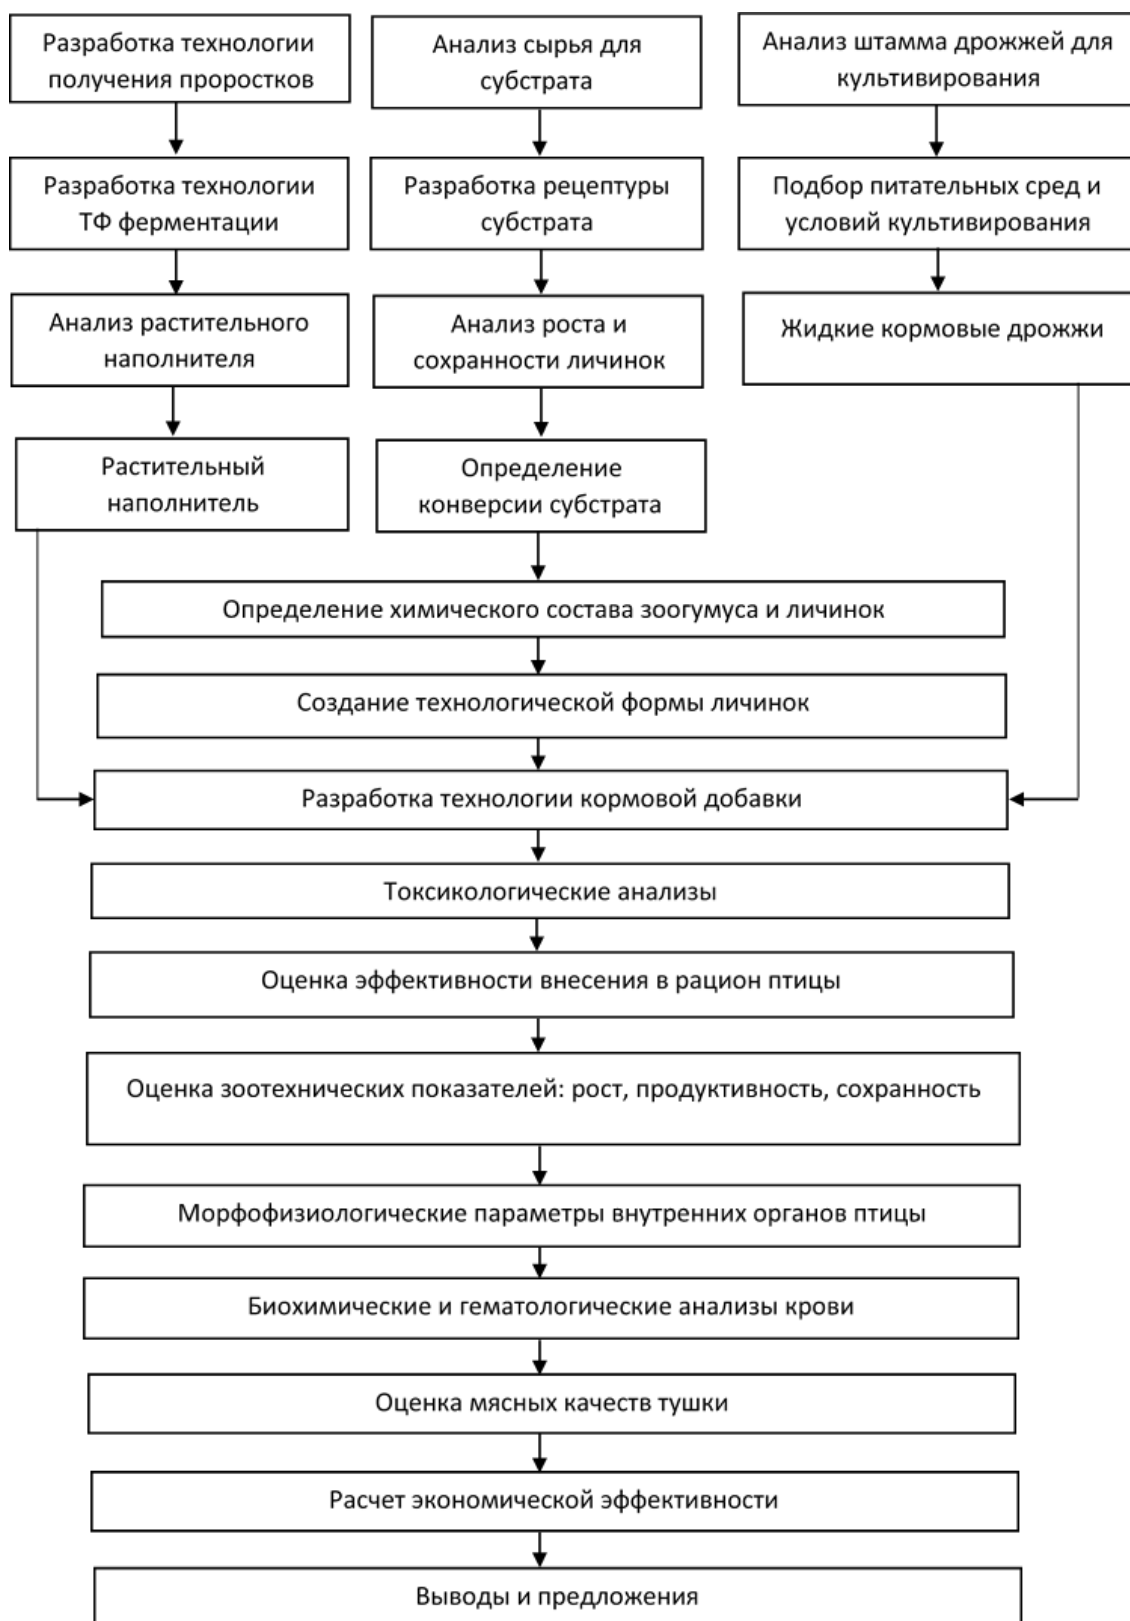 Разработка технологии
получения проростков
Анализ сырья для
субстрата
Анализ штамма дрожжей для
культивирования
Разработка технологии
ТФ ферментации
Разработка рецептуры
субстрата
Подбор питательных сред и
условий культивирования
Анализ растительного
наполнителя
Анализ роста и
сохранности личинок
Жидкие кормовые дрожжи
Растительный
наполнитель
Определение
конверсии субстрата
Определение химического состава зоогумуса и личинок
Создание технологической формы личинок
Разработка технологии кормовой добавки
Токсикологические анализы
Оценка эффективности внесения в рацион птицы
Оценка зоотехнических показателей: рост, продуктивность, сохранность
Морфофизиологические параметры внутренних органов птицы
Биохимические и гематологические анализы крови
Оценка мясных качеств тушки
Расчет экономической эффективности
Выводы и предложения